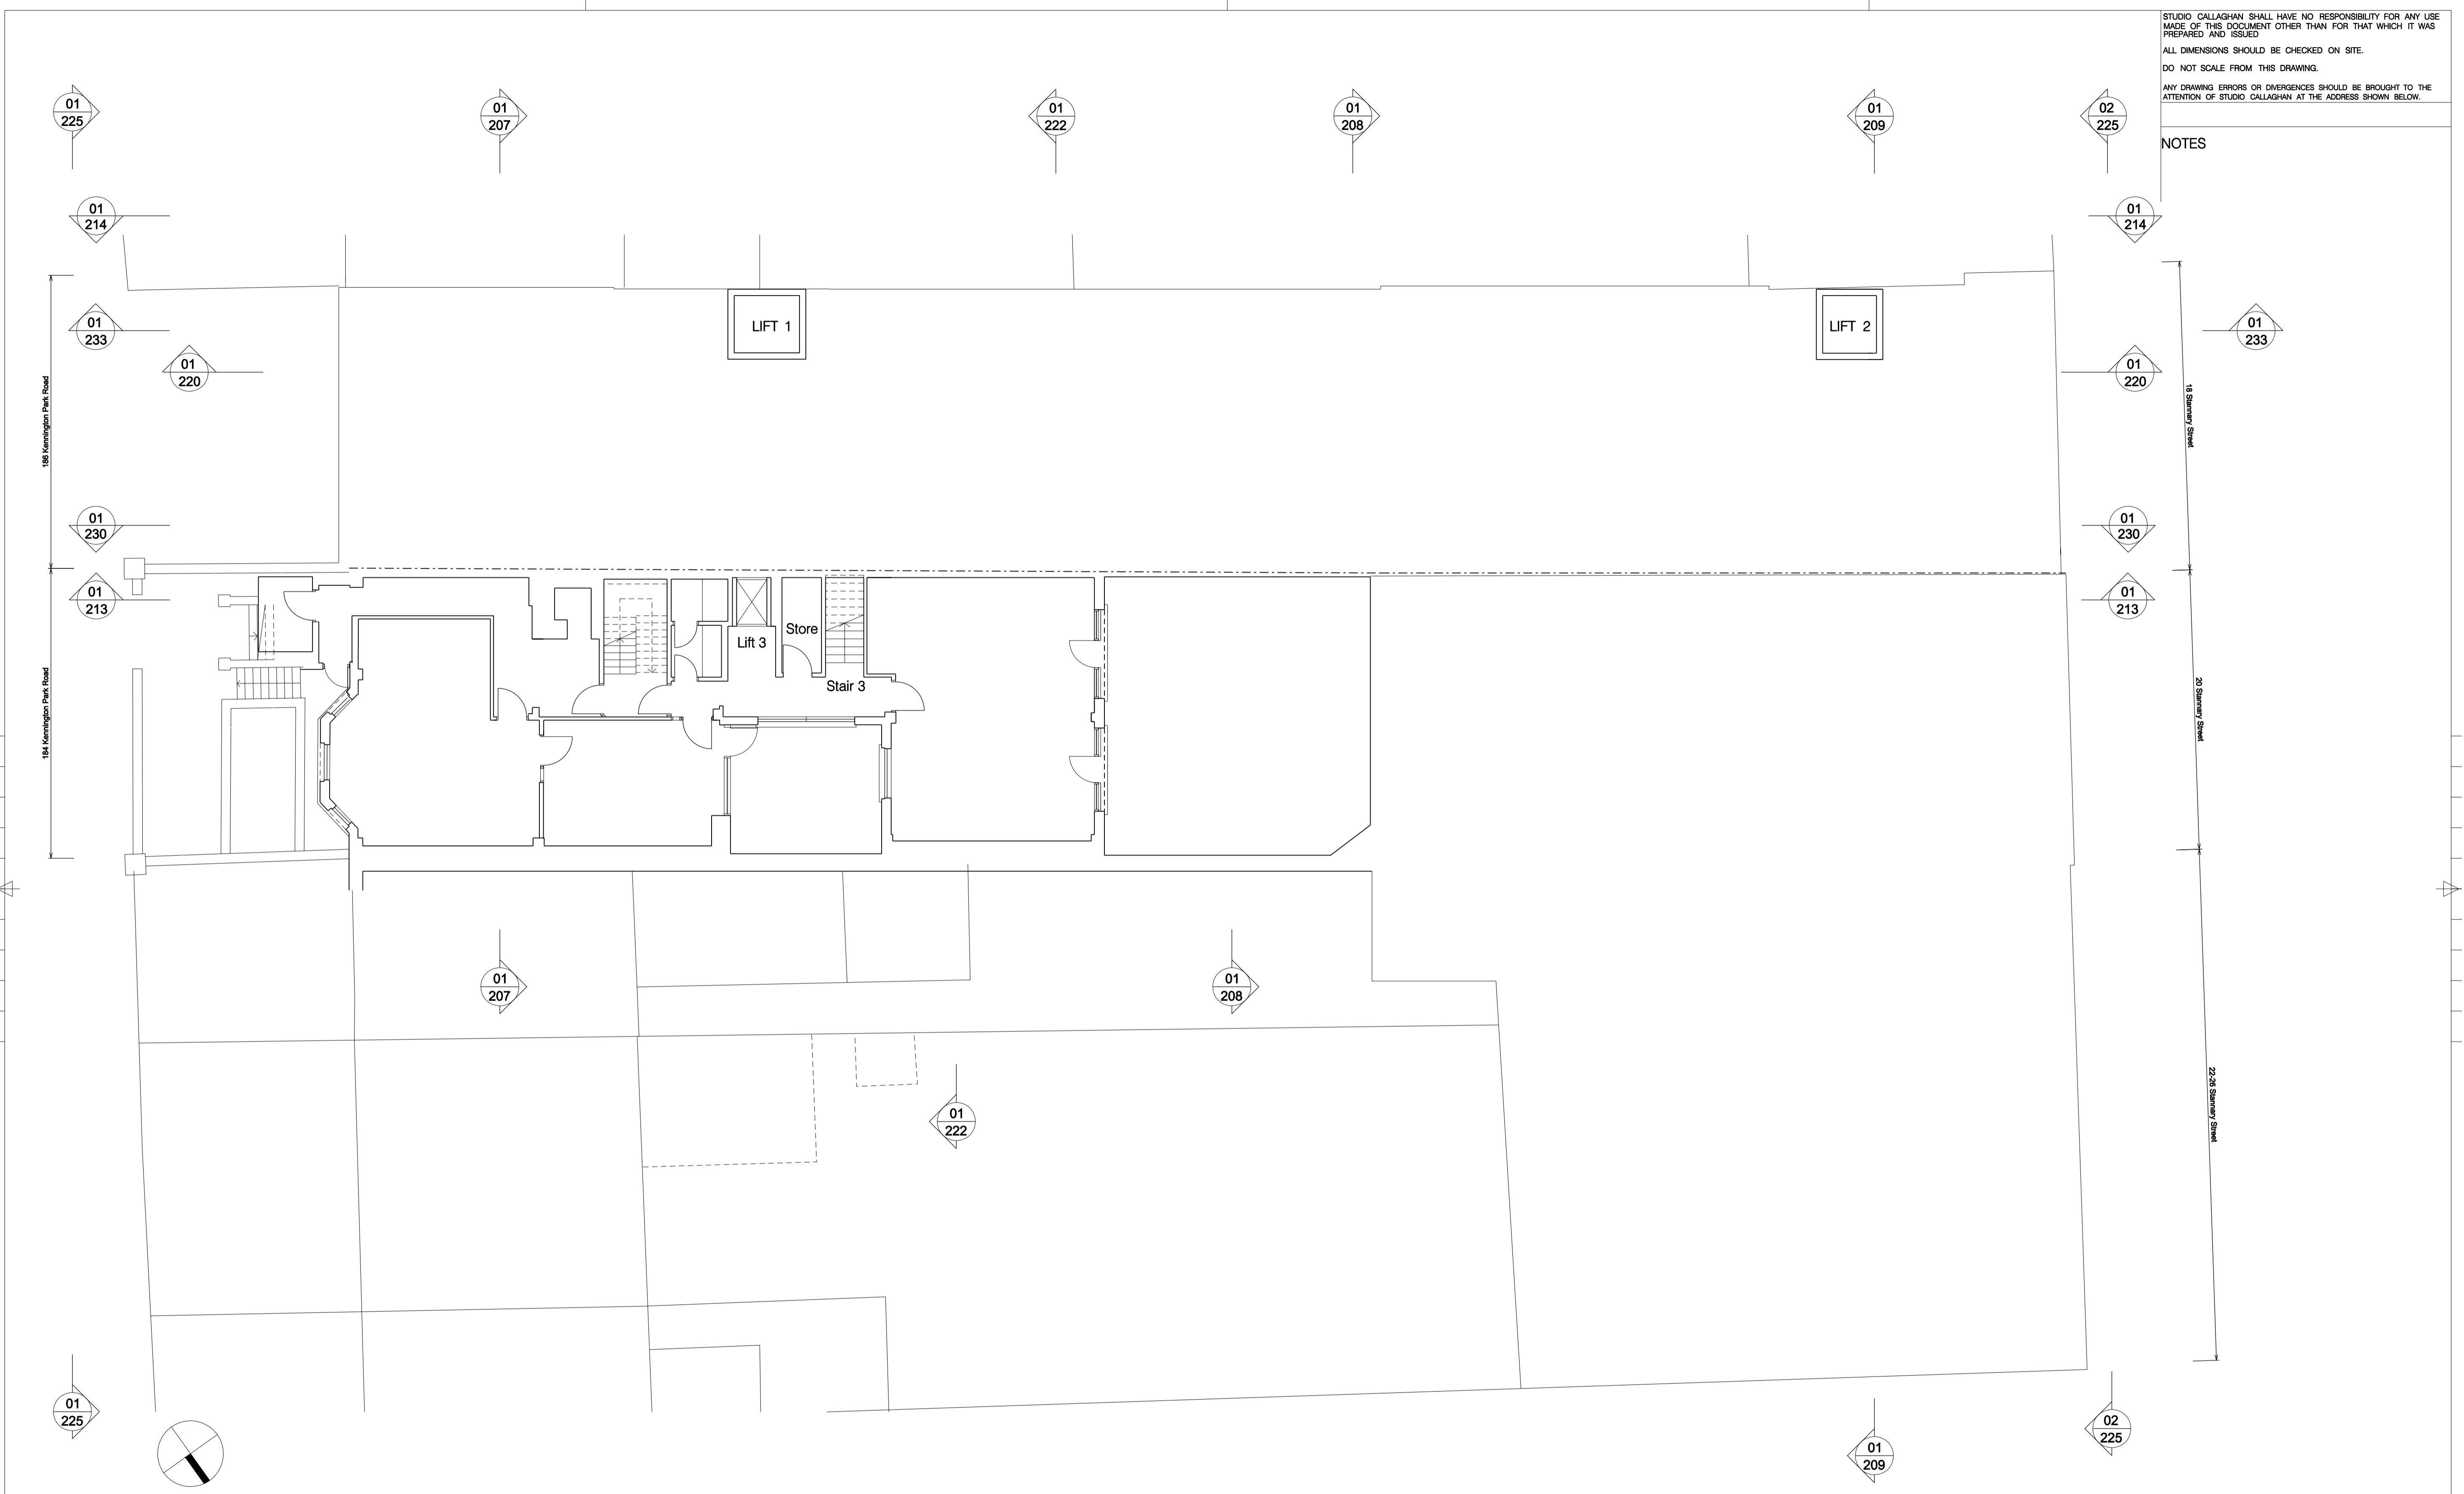 STUDIO CALLAGHAN SHALL HAVE NO RESPONSIBILITY FOR ANY USE
MADE OF THIS DOCUMENT OTHER THAN FOR THAT WHICH IT WAS
PREPARED AND ISSUED
ALL DIMENSIONS SHOULD BE CHECKED ON SITE.
DO NOT SCALE FROM THIS DRAWING.
ANY DRAWING ERRORS OR DIVERGENCES SHOULD BE BROUGHT TO THE
ATTENTION OF STUDIO CALLAGHAN AT THE ADDRESS SHOWN BELOW.
NOTES
01
225
01
207
01
222
01
208
01
209
02
225
01
214
01
214
01
233
LIFT 1
LIFT 2
01
233
01
220
01
220
186 Kennington Park Road
18 Stannary Street
01
230
01
230
01
213
01
213
Store
Lift 3
Stair 3
184 Kennington Park Road
20 Stannary Street
01
207
01
208
01
222
22-26 Stannary Street
01
225
02
225
01
209